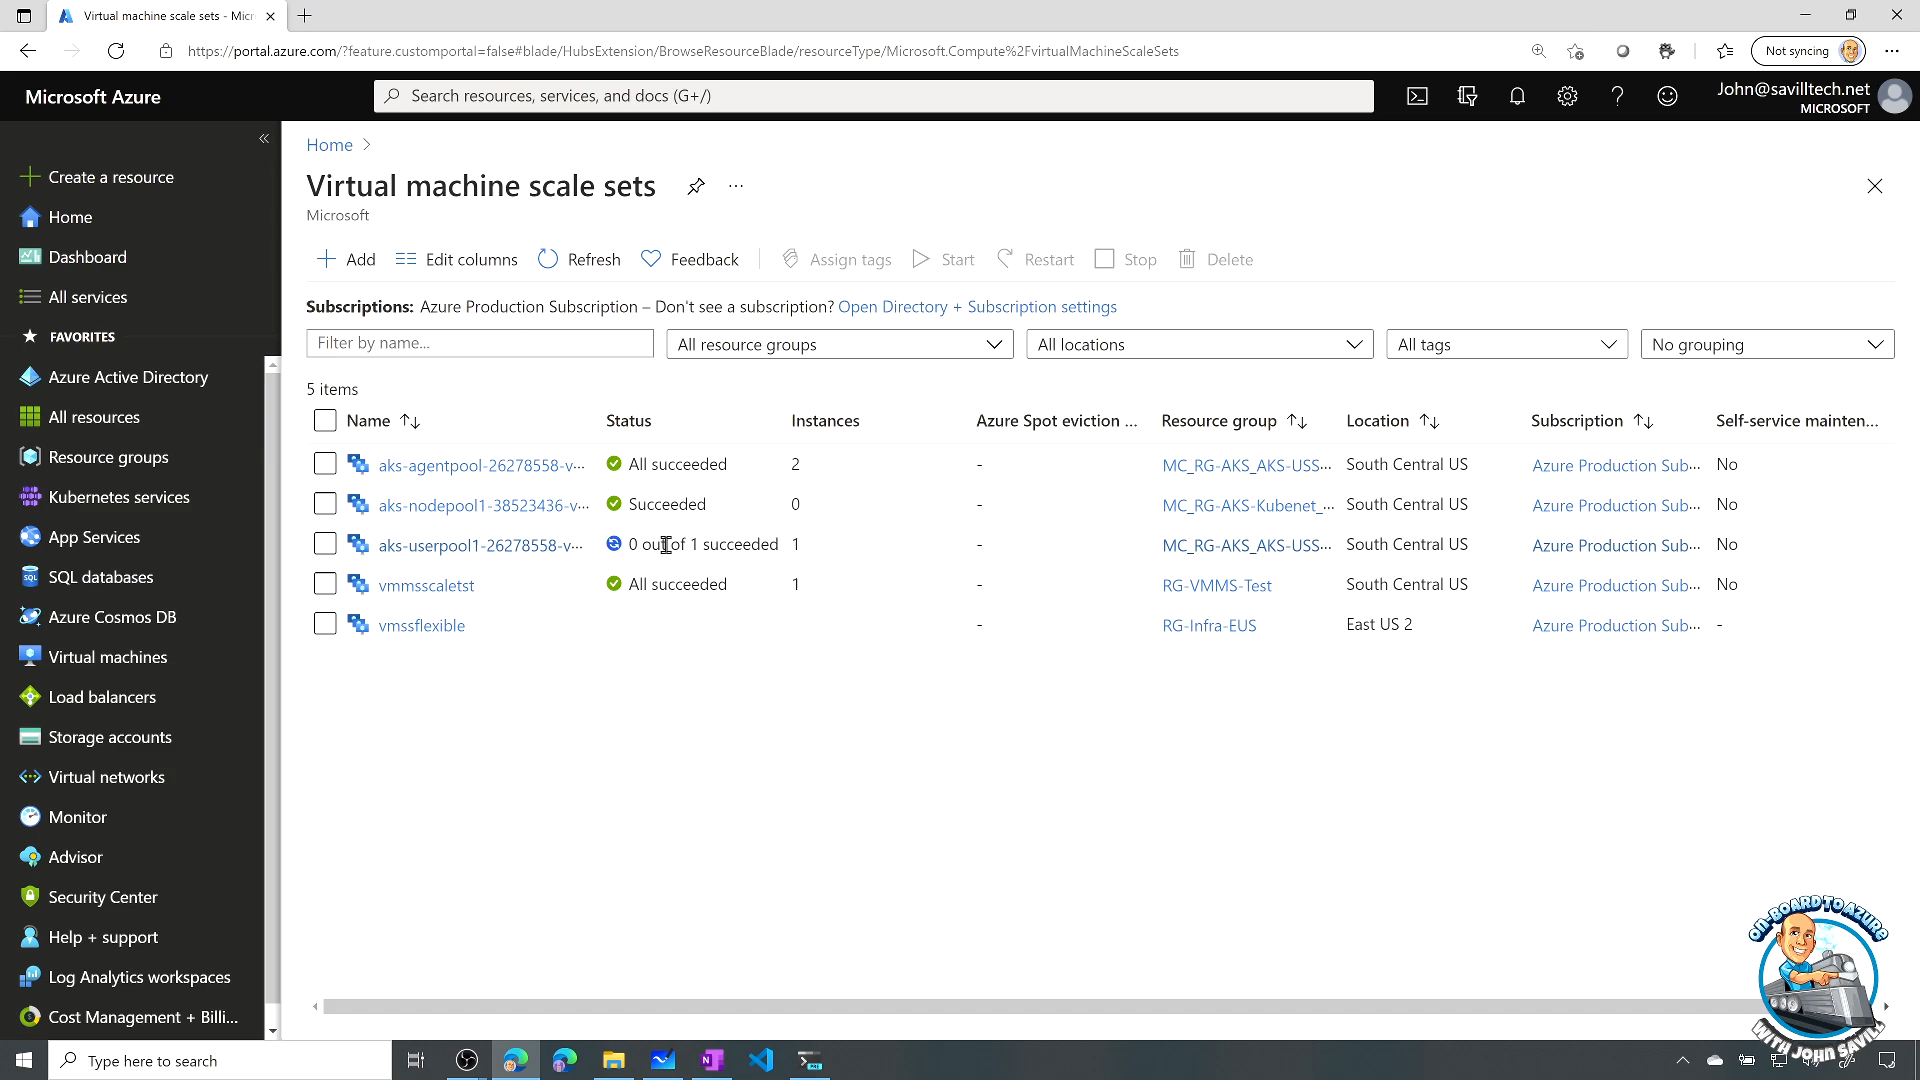 Virtual machine scale sets - Micr
https://portal.azure.com/?feature.customportal=false#blade/HubsExtension/BrowseResourceBlade/resourceType/Microsoft.Compute%2FvirtualMachineScaleSets
Not syncing
Microsoft Azure
Search resources, services, and docs (G+/)
John@savilltech.net
MICROSOFT
Create a resource
Home
Dashboard
All services
FAVORITES
Azure Active Directory
All resources
Resource groups
Kubernetes services
App Services
SQL databases
Azure Cosmos DB
Virtual machines
Load balancers
Storage accounts
Virtual networks
Monitor
Advisor
Security Center
Help + support
Log Analytics workspaces
Cost Management + Billi...
Home >
Virtual machine scale sets
Microsoft
Add Edit columns Refresh Feedback Assign tags Start Restart Stop Delete
Subscriptions: Azure Production Subscription – Don't see a subscription? Open Directory + Subscription settings
Filter by name... All resource groups All locations All tags No grouping
5 items
Name Status Instances Azure Spot eviction ... Resource group Location Subscription Self-service mainten...
aks-agentpool-26278558-v... All succeeded 2 - MC_RG-AKS_AKS-USS... South Central US Azure Production Sub... No
aks-nodepool1-38523436-v... Succeeded 0 - MC_RG-AKS-Kubenet_... South Central US Azure Production Sub... No
aks-userpool1-26278558-v... 0 out of 1 succeeded 1 - MC_RG-AKS_AKS-USS... South Central US Azure Production Sub... No
vmmsscaletst All succeeded 1 - RG-VMMS-Test South Central US Azure Production Sub... No
vmssflexible - RG-Infra-EUS East US 2 Azure Production Sub... -
ON-BOARD TO AZURE
WITH JOHN SAVILL
Type here to search